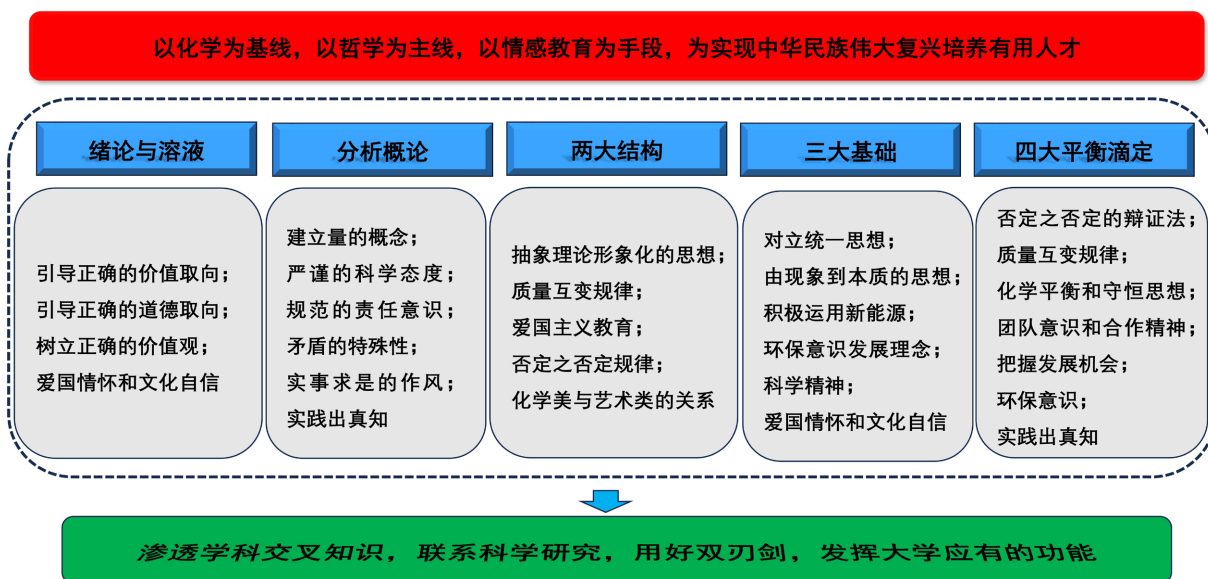 以化学为基线，以哲学为主线，以情感教育为手段，为实现中华民族伟大复兴培养有用人才
绪论与溶液
引导正确的价值取向；
引导正确的道德取向；
树立正确的价值观；
爱国情怀和文化自信
分析概论
建立量的概念；
严谨的科学态度；
规范的责任意识；
矛盾的特殊性；
实事求是的作风；
实践出真知
两大结构
抽象理论形象化的思想；
质量互变规律；
爱国主义教育；
否定之否定规律；
化学美与艺术类的关系
三大基础
对立统一思想；
由现象到本质的思想；
积极运用新能源；
环保意识发展理念；
科学精神；
爱国情怀和文化自信
四大平衡滴定
否定之否定的辩证法；
质量互变规律；
化学平衡和守恒思想；
团队意识和合作精神；
把握发展机会；
环保意识；
实践出真知
渗透学科交叉知识，联系科学研究，用好双刃剑，发挥大学应有的功能